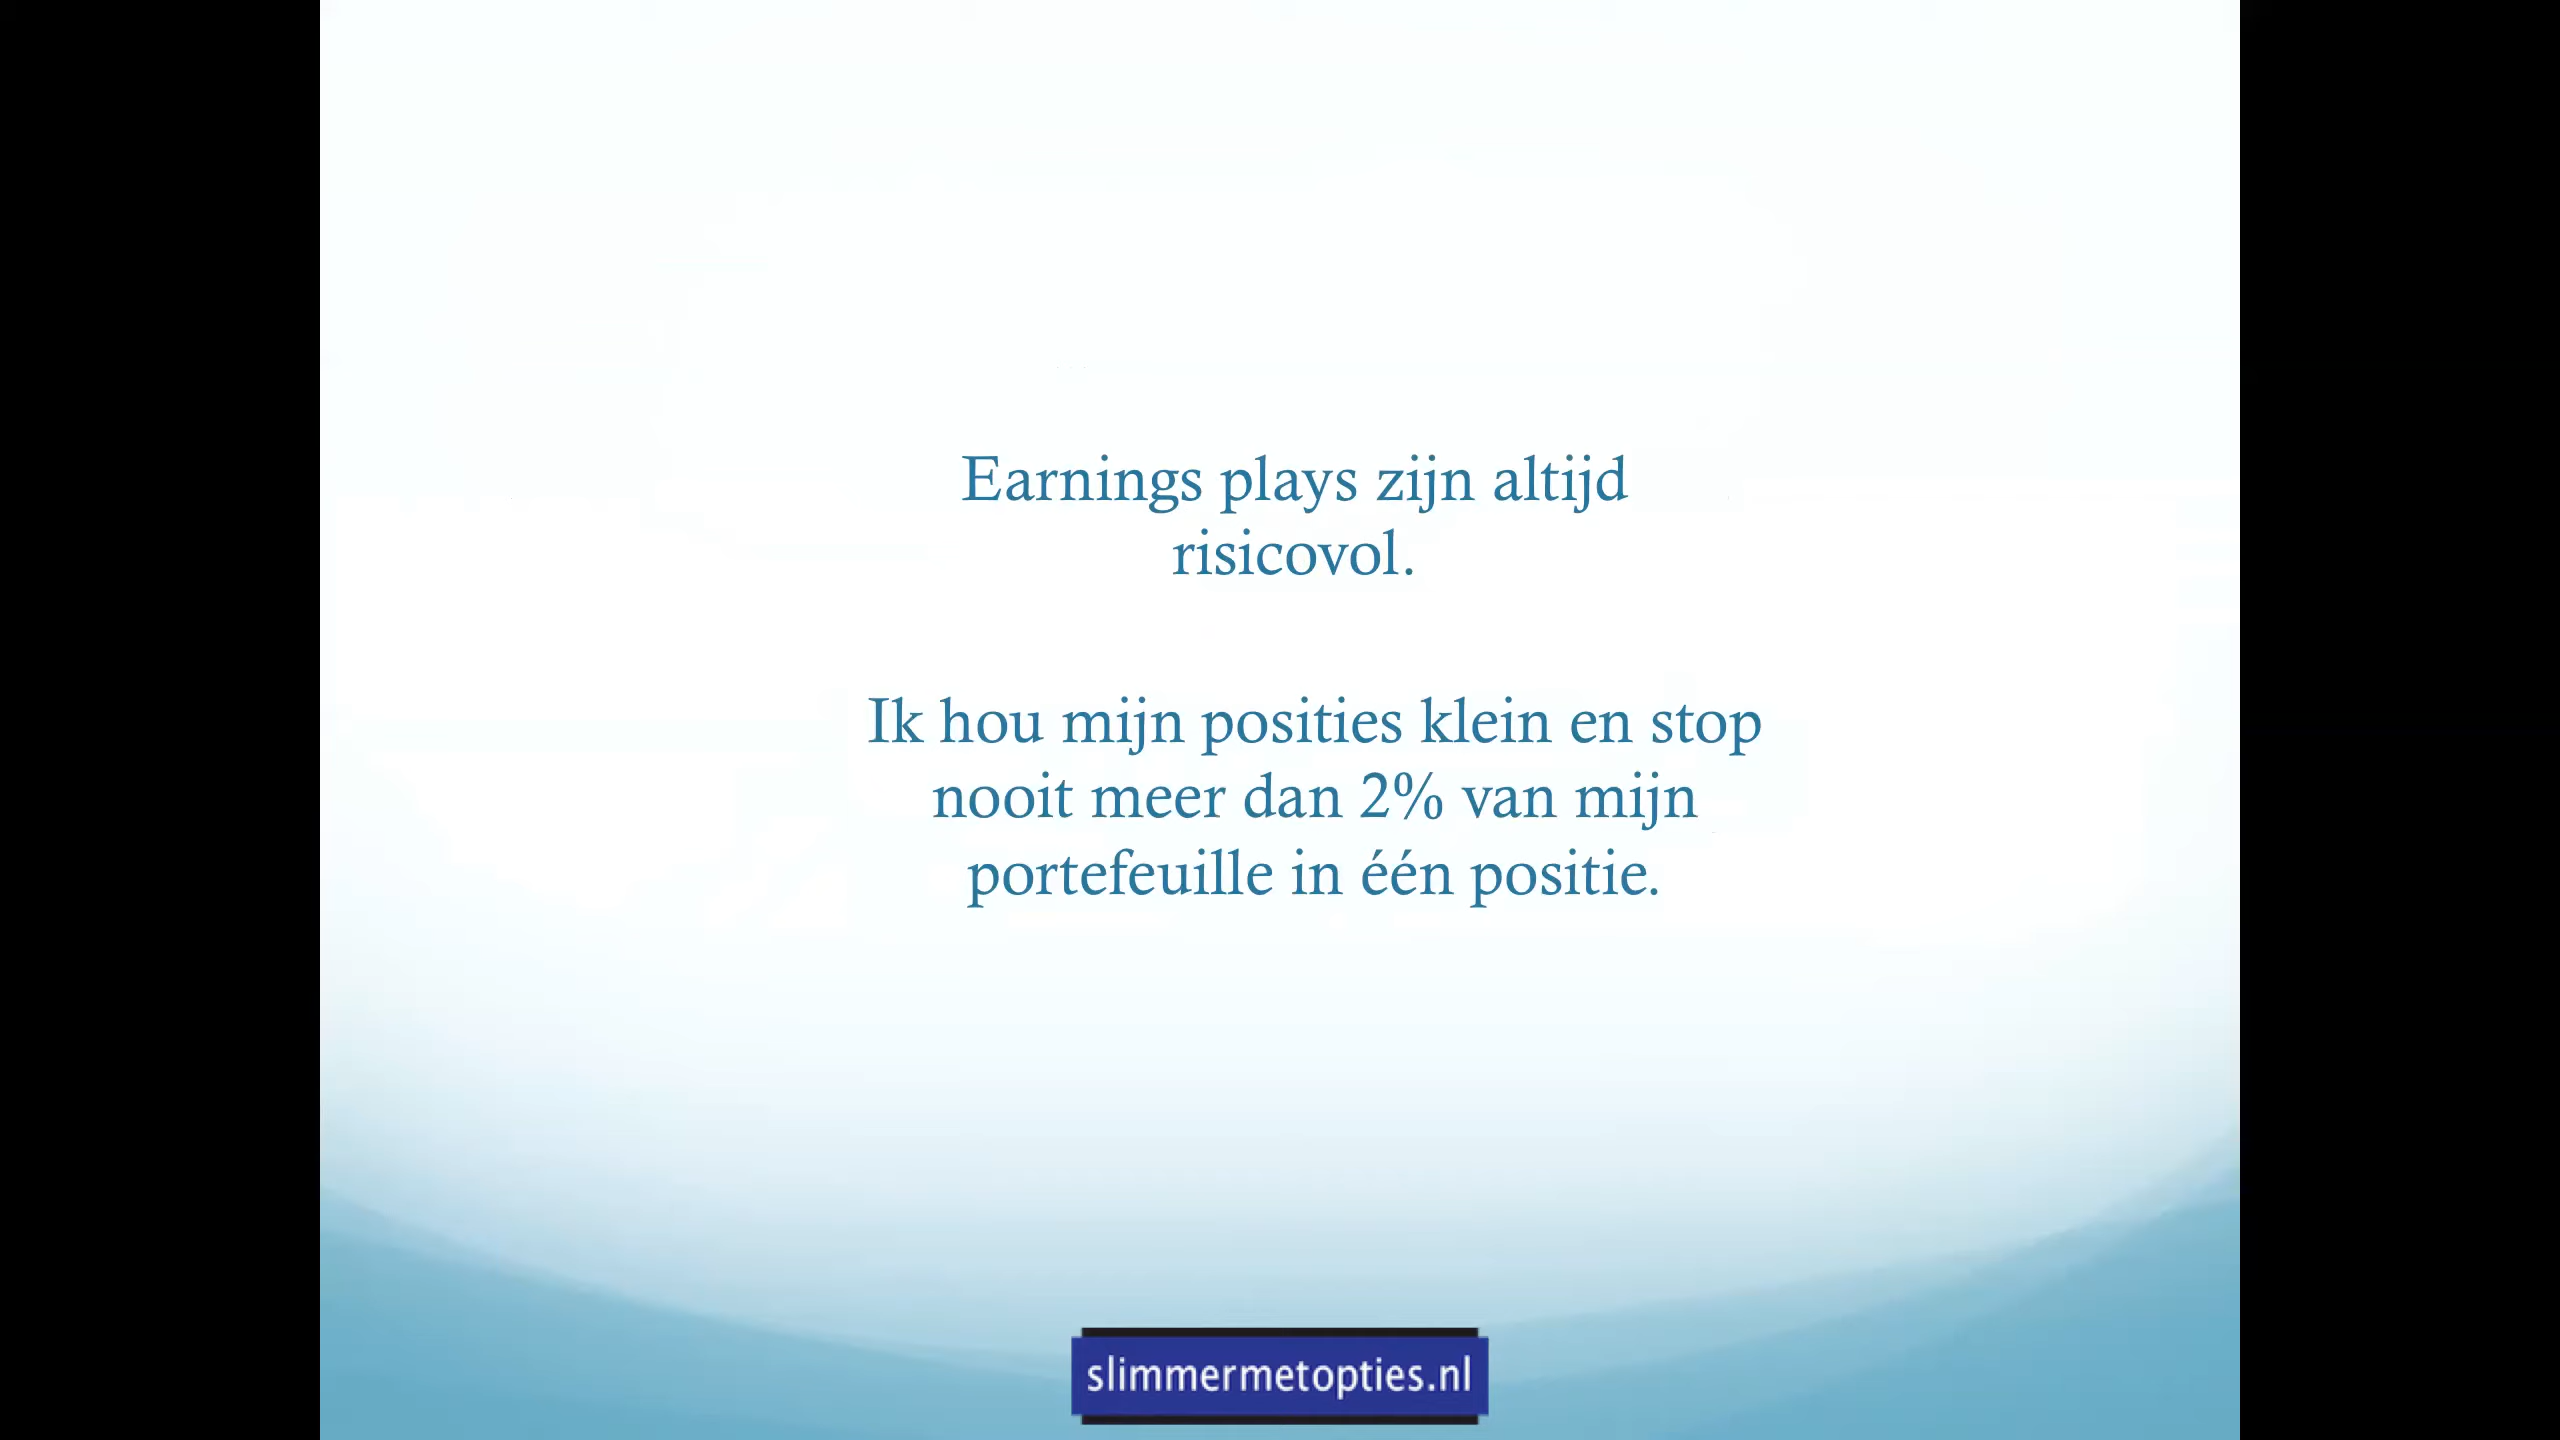 Earnings plays zijn altijd
risicovol.
Ik hou mijn posities klein en stop
nooit meer dan 2% van mijn
portefeuille in één positie.
slimmermetopties.nl